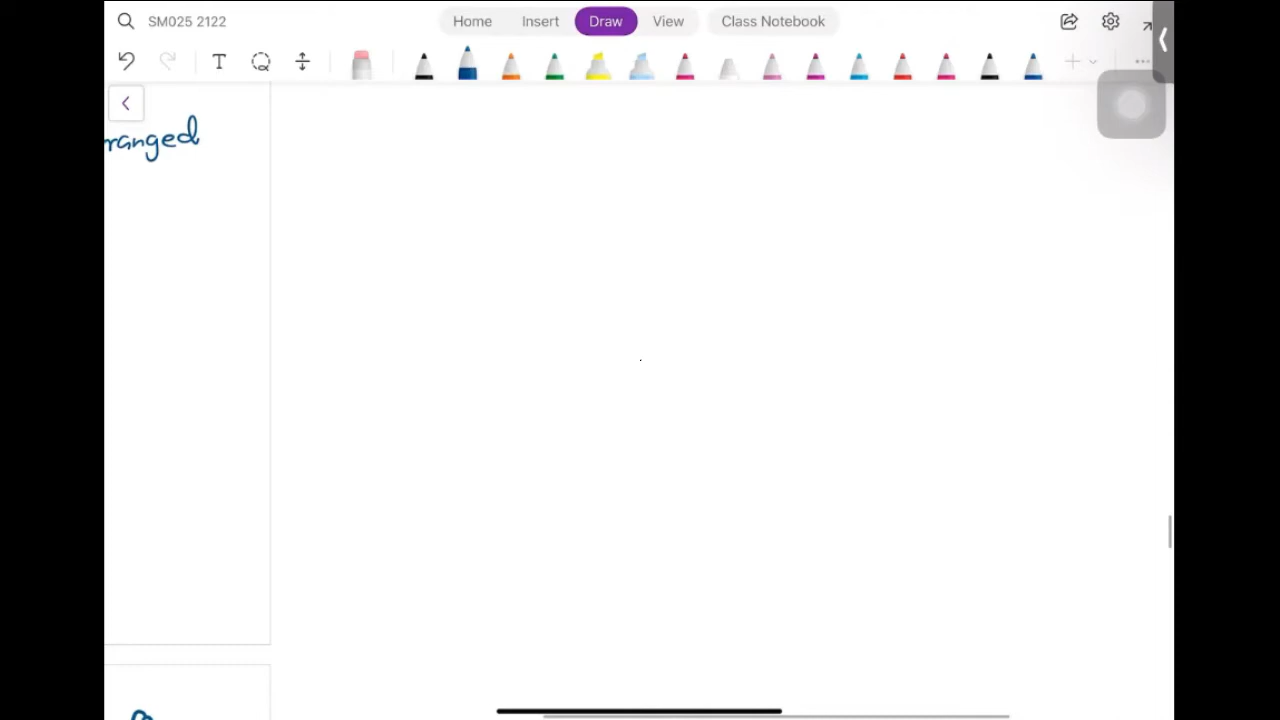 SM025 2122
Home
Insert
Draw
View
Class Notebook
T
ranged